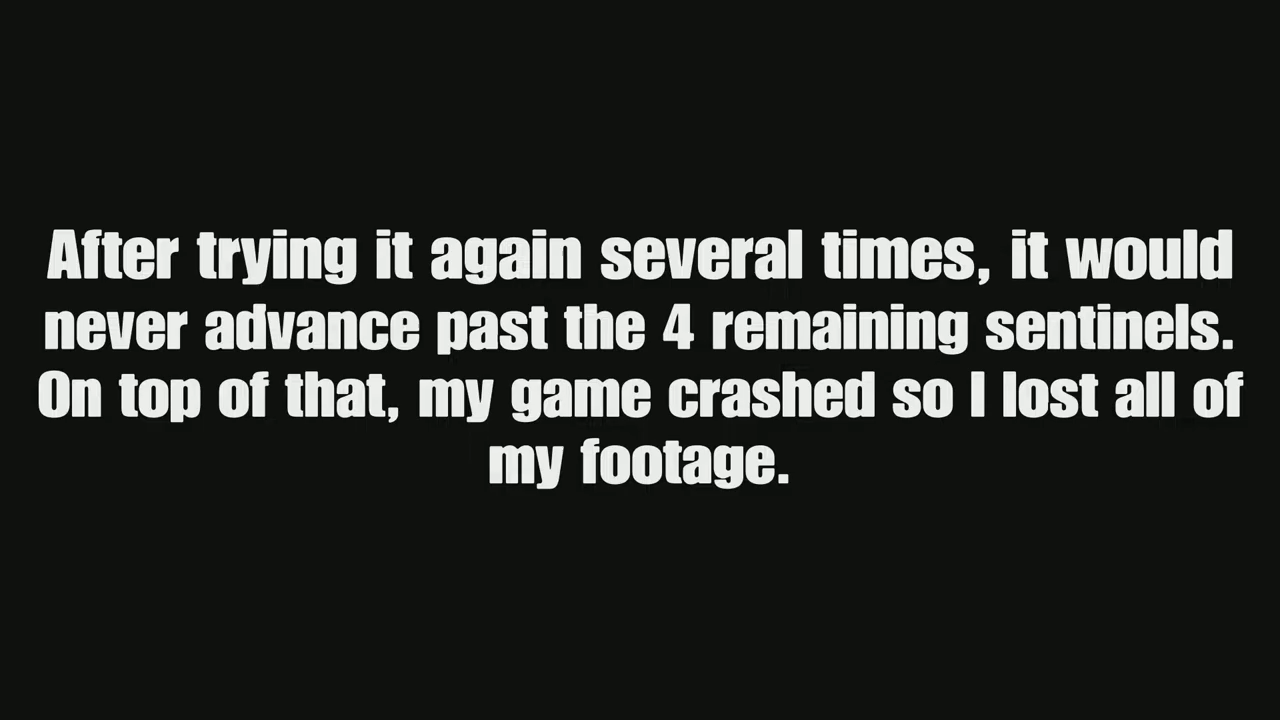 After trying it again several times, it would
never advance past the 4 remaining sentinels.
On top of that, my game crashed so I lost all of
my footage.